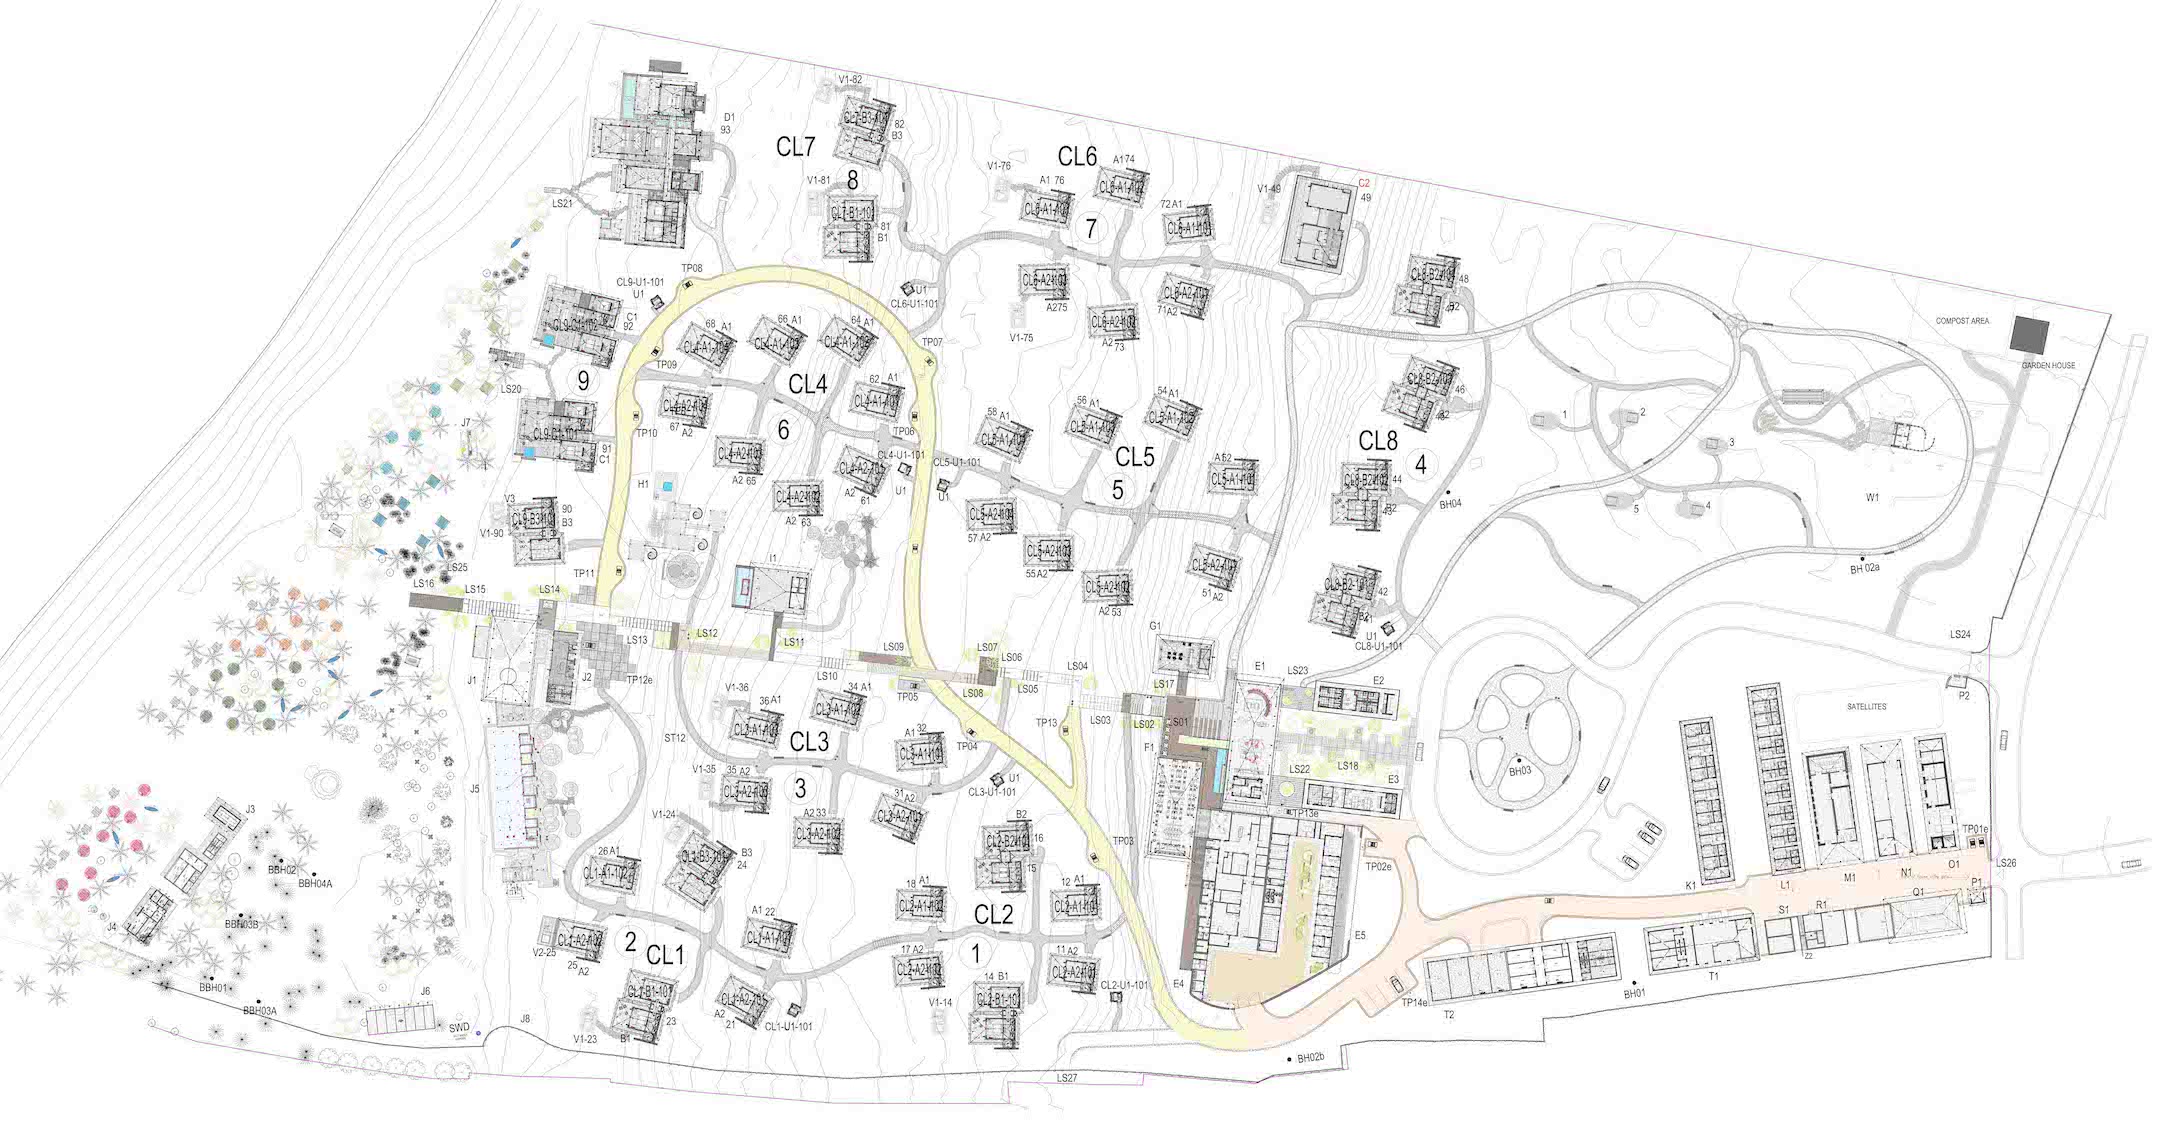 V1-82
D1
93
CL7-B3-101
82
B3
CL7
V1-81
8
CL7-B1-101
81
B1
LS21
CL6
A174
V1-76
A1 76
CL6-A1-103
CL6-A1-102
72 A1
CL6-A1-101
7
V1-49
C2
49
TP08
CL9-U1-101
U1
U1
CL6-U1-101
CL6-A2-103
A275
V1-75
CL6-A2-102
A2
73
CL6-A2-101
71 A2
CL8-B2-104
48
B2
47
COMPOST AREA
GARDEN HOUSE
C1
92
CL9-C1-102
68 A1
CL4-A1-104
66 A1
CL4-A1-103
64 A1
CL4-A1-102
TP07
TP09
LS20
9
CL4
62 A1
CL4-A1-101
CL4-A2-104
67 A2
TP10
6
TP06
CL4-U1-101
U1
J7
CL9-C1-101
91
C1
CL4-A2-103
A2 65
CL4-A2-102
A2 63
CL4-A2-101
A2
61
58 A1
CL5-A1-104
56 A1
CL5-A1-103
54 A1
CL5-A1-102
CL5-U1-101
U1
CL5
5
A152
CL5-A1-101
CL8-B2-103
46
B2
45
CL8
4
CL8-B2-102
44
B2
43
BH04
1
2
3
4
5
W1
H1
V3
V1-90
CL9-B3-101
90
B3
57 A2
CL5-A2-104
CL5-A2-103
55 A2
CL5-A2-102
A2 53
CL5-A2-101
51 A2
CL8-B2-101
42
B2
41
U1
CL8-U1-101
BH 02a
I1
TP11
LS16
LS25
LS15
LS14
LS13
LS12
LS11
LS10
LS09
LS07
LS06
LS08
LS05
LS04
LS03
LS02
LS17
S01
G1
E1
LS23
E2
LS24
P2
J1
J2
TP12e
V1-36
36 A1
CL3-A1-103
34 A1
CL3-A1-102
TP05
TP04
TP13
F1
ST12
CL3
A1 32
CL3-A1-101
V1-35
35 A2
CL3-A2-103
3
U1
CL3-U1-101
LS22
LS18
E3
BH03
SATELLITES
J5
J3
V1-24
A2 33
CL3-A2-102
31 A2
CL3-A2-101
B2
16
CL2-B2-101
15
TP03
TP13e
TP02e
TP01e
LS26
BBH02
BBH04A
26 A1
CL1-A1-102
CL1-B3-101
B3
24
18 A1
CL2-A1-102
12 A1
CL2-A1-101
CL2
K1
L1
M1
N1
O1
P1
Q1
BBH03B
J4
2
CL1
V2-25
CL1-A2-102
25
A2
A1 22
CL1-A1-101
17 A2
CL2-A2-102
1
11 A2
CL2-A2-101
E5
S1
R1
Z2
T1
BBH01
J6
BBH03A
J8
SWD
CL1-B1-101
23
B1
V1-23
CL1-A2-101
A2
21
CL1-U1-101
14 B1
CL2-B1-101
V1-14
CL2-U1-101
E4
TP14e
T2
BH01
BH02b
LS27